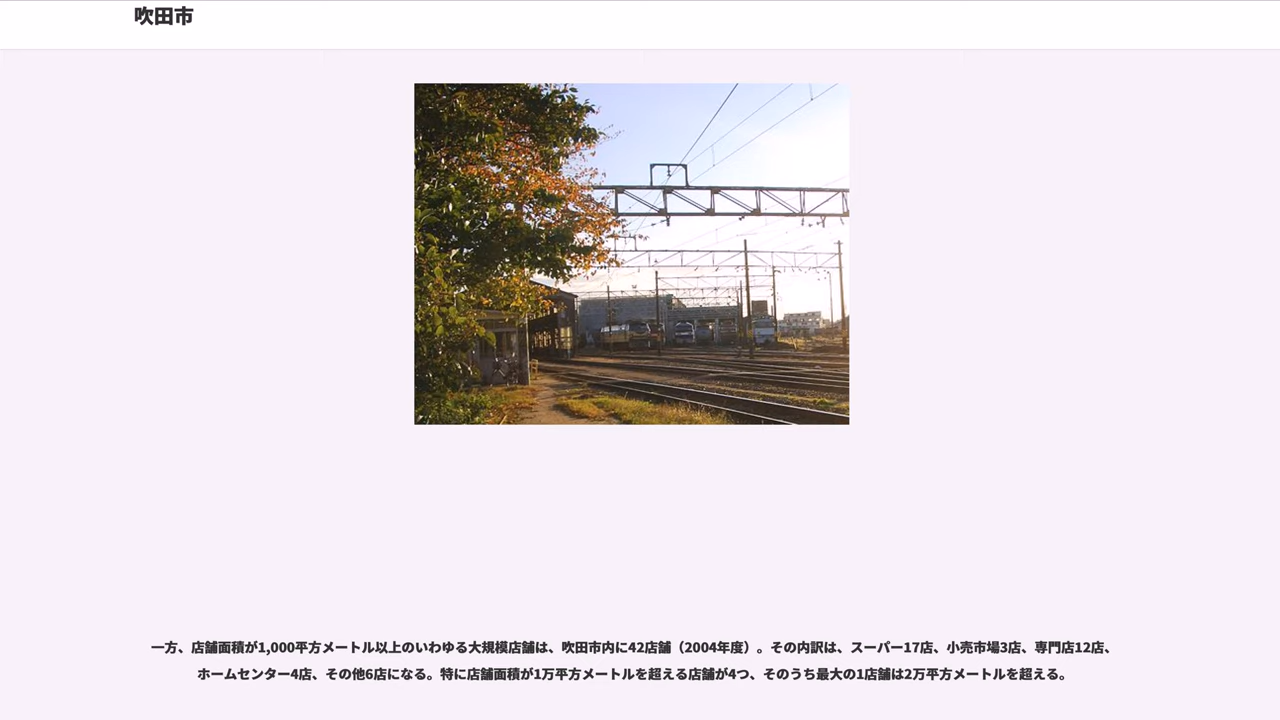 吹田市
一方、店舗面積が1,000平方メートル以上のいわゆる大規模店舗は、吹田市内に42店舗（2004年度）。その内訳は、スーパー17店、小売市場3店、専門店12店、
ホームセンター4店、その他6店になる。特に店舗面積が1万平方メートルを超える店舗が4つ、そのうち最大の1店舗は2万平方メートルを超える。